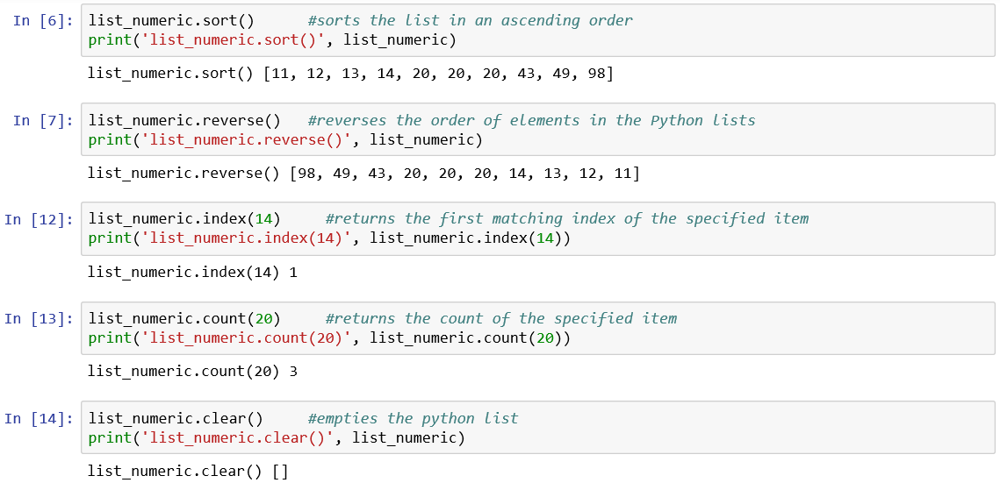 In [6]: list_numeric.sort()      #sorts the list in an ascending order
print('list_numeric.sort()', list_numeric)
list_numeric.sort() [11, 12, 13, 14, 20, 20, 20, 43, 49, 98]
In [7]: list_numeric.reverse()   #reverses the order of elements in the Python lists
print('list_numeric.reverse()', list_numeric)
list_numeric.reverse() [98, 49, 43, 20, 20, 20, 14, 13, 12, 11]
In [12]: list_numeric.index(14)     #returns the first matching index of the specified item
print('list_numeric.index(14)', list_numeric.index(14))
list_numeric.index(14) 1
In [13]: list_numeric.count(20)     #returns the count of the specified item
print('list_numeric.count(20)', list_numeric.count(20))
list_numeric.count(20) 3
In [14]: list_numeric.clear()     #empties the python list
print('list_numeric.clear()', list_numeric)
list_numeric.clear() []